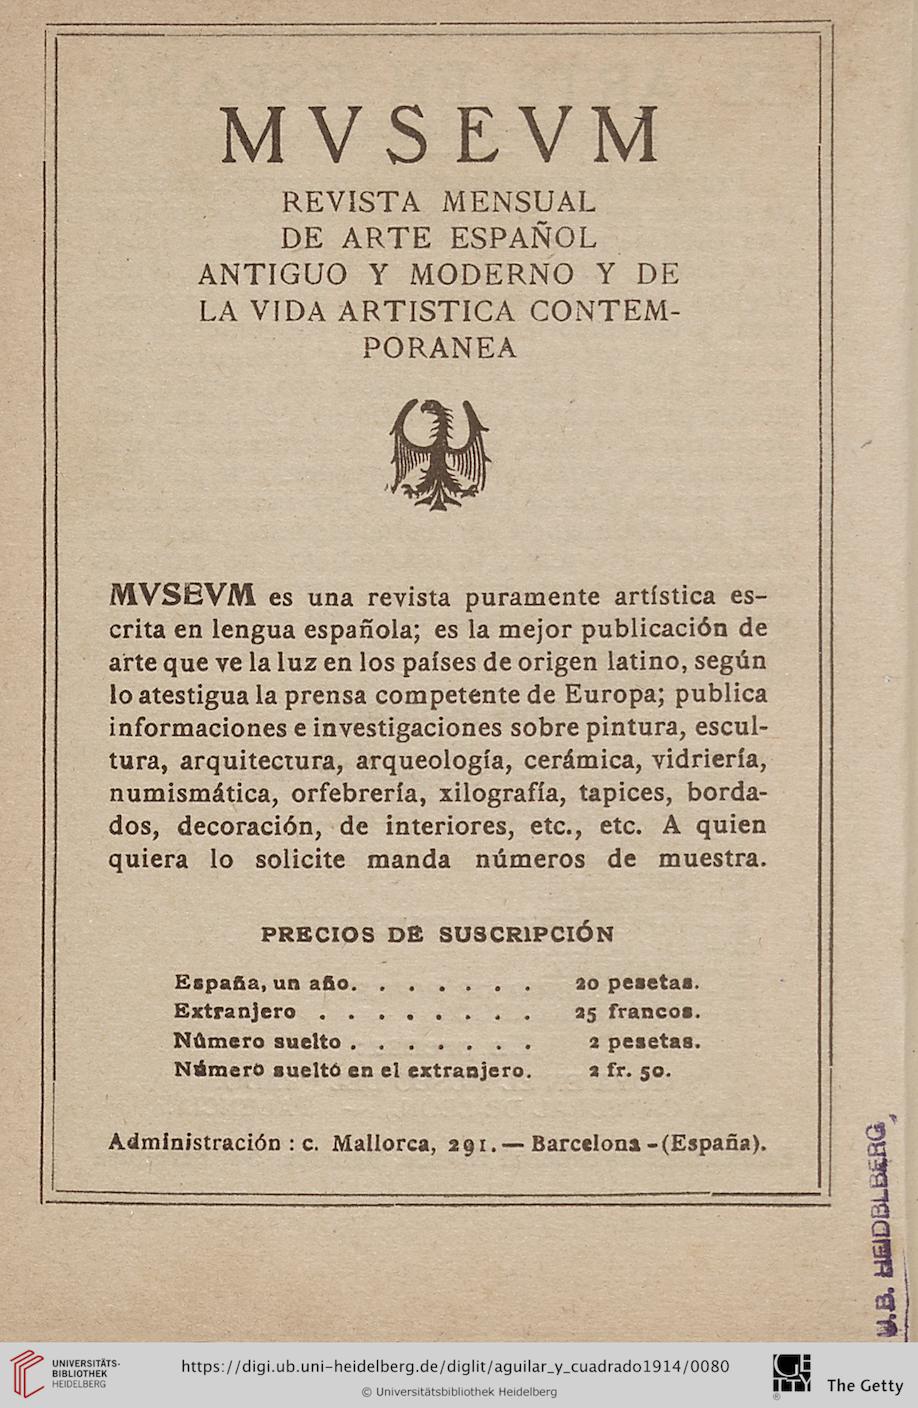 MVSEVM
REVISTA MENSUAL
DE ARTE ESPAÑOL
ANTIGUO Y MODERNO Y DE
LA VIDA ARTISTICA CONTEM-
PORANEA
MVSEVM es una revista puramente artística es-
crita en lengua española; es la mejor publicación de
arte que ve la luz en los países de origen latino, según
lo atestigua la prensa competente de Europa; publica
informaciones e investigaciones sobre pintura, escul-
tura, arquitectura, arqueología, cerámica, vidriería,
numismática, orfebrería, xilografía, tapices, borda-
dos, decoración, de interiores, etc., etc. A quien
quiera lo solicite manda números de muestra.
PRECIOS DE SUSCRIPCIÓN
España, un año. . . . . . . 20 pesetas.
Extranjero . . . . . . . . 25 francos.
Número suelto . . . . . . . 2 pesetas.
Número suelto en el extranjero. 2 fr. 50.
Administración : c. Mallorca, 291. — Barcelona - (España).
U.B. HEIDELBERG
UNIVERSITÄTS-
BIBLIOTHEK
HEIDELBERG
https://digi.ub.uni-heidelberg.de/diglit/aguilar_y_cuadrado1914/0080
© Universitätsbibliothek Heidelberg
GETTY
The Getty